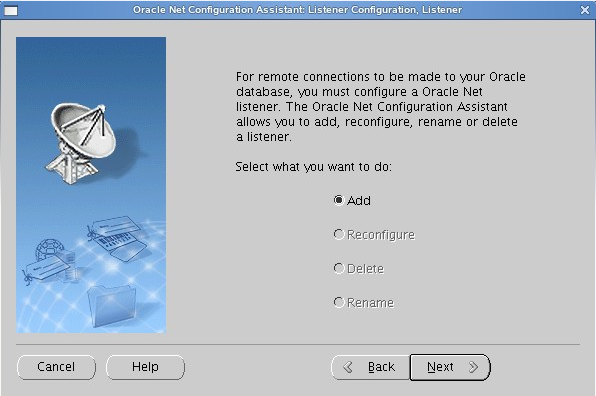 Oracle Net Configuration Assistant: Listener Configuration, Listener
For remote connections to be made to your Oracle
database, you must configure a Oracle Net
listener. The Oracle Net Configuration Assistant
allows you to add, reconfigure, rename or delete
a listener.
Select what you want to do:
Add
Reconfigure
Delete
Rename
Cancel
Help
Back
Next